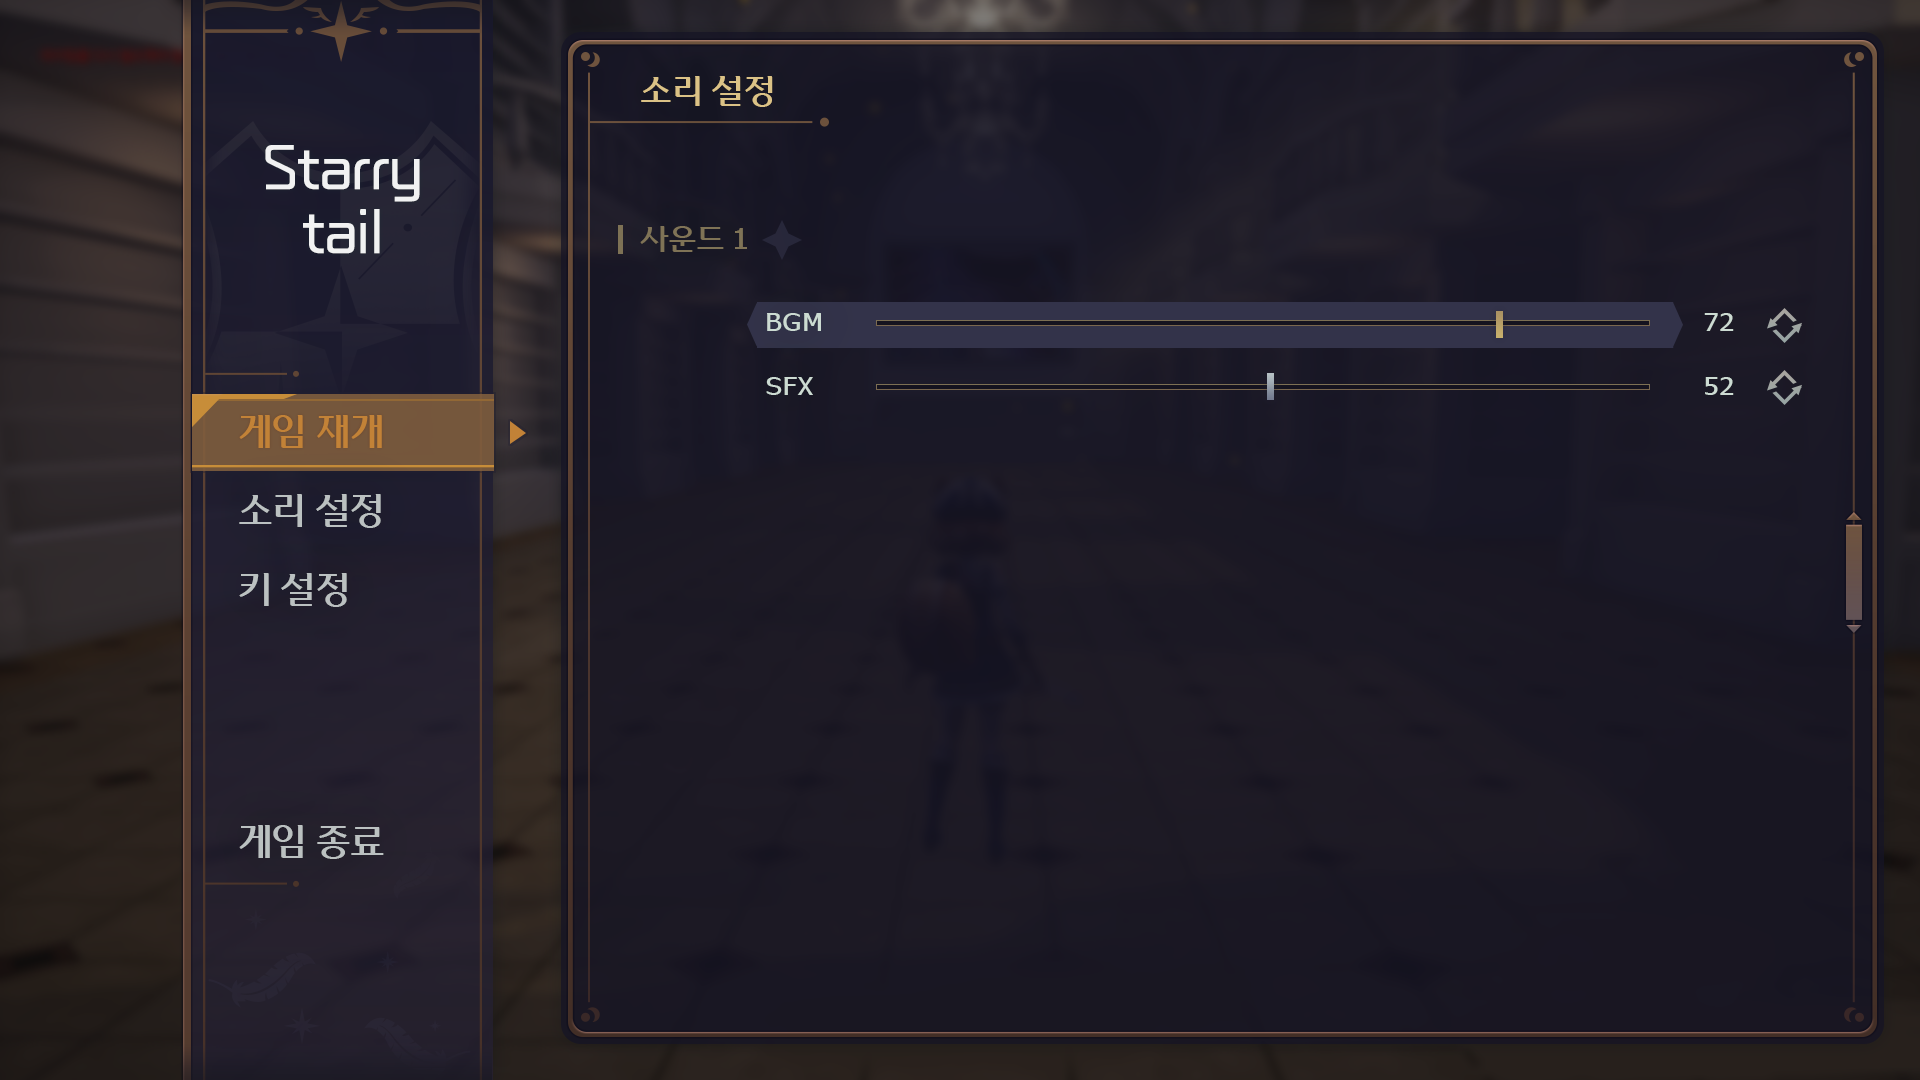 Starry
tail
게임 재개
소리 설정
키 설정
게임 종료
소리 설정
사운드 1
BGM 72
SFX 52